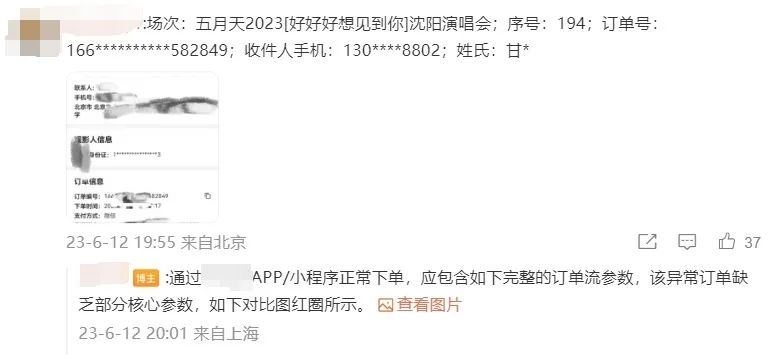 :场次：五月天2023[好好好想见到你]沈阳演唱会；序号：194；订单号：
166**********582849；收件人手机：130****8802；姓氏：甘*
联系人：
手机号：
北京市 北京
字
观影人信息
身份证：1****************3
订单信息
订单编号：166 582849
下单时间：20 :17
支付方式：微信
23-6-12 19:55 来自北京
37
博主 :通过 APP/小程序正常下单，应包含如下完整的订单流参数，该异常订单缺
乏部分核心参数，如下对比图红圈所示。 查看图片
23-6-12 20:01 来自上海